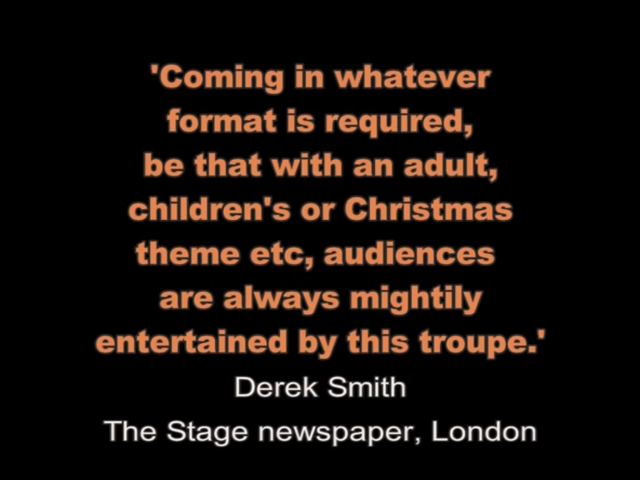 'Coming in whatever
format is required,
be that with an adult,
children's or Christmas
theme etc, audiences
are always mightily
entertained by this troupe.'
Derek Smith
The Stage newspaper, London